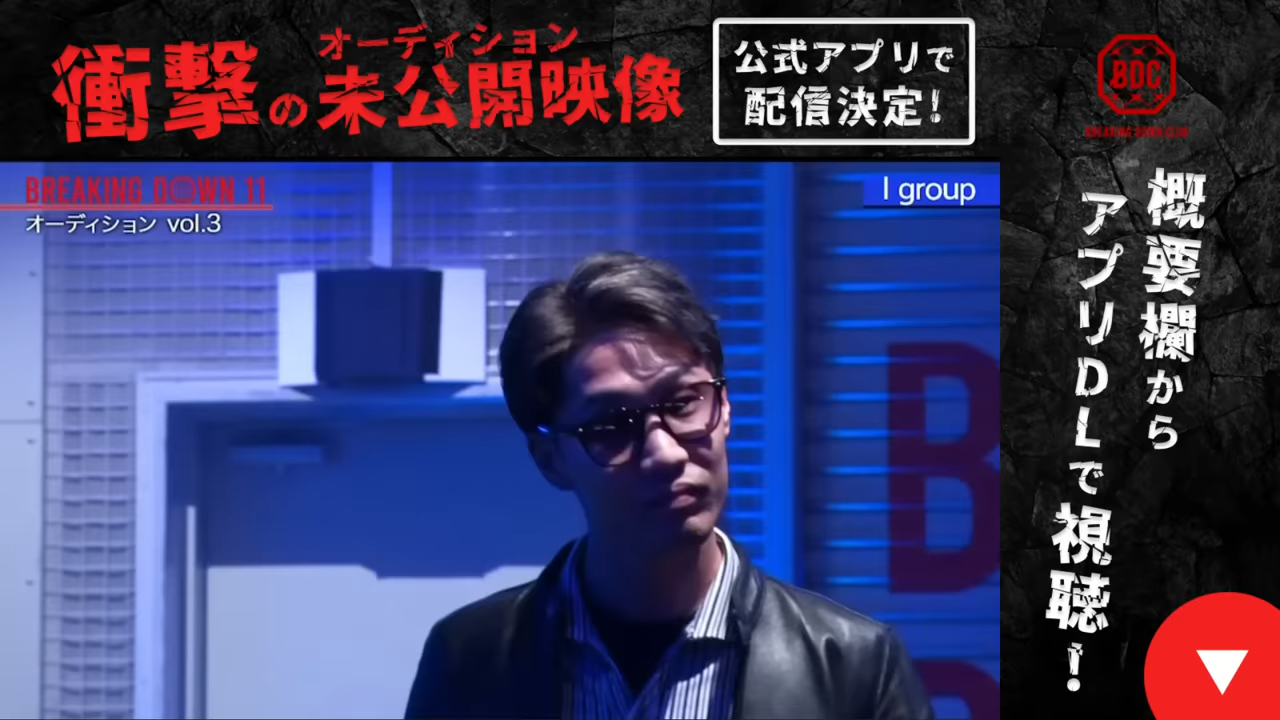 オーディション
衝撃の未公開映像
公式アプリで
配信決定!
BDC
BREAKING DOWN CLUB
BREAKING DOWN 11
オーディション vol.3
I group
概要欄から
アプリDLで視聴!
B